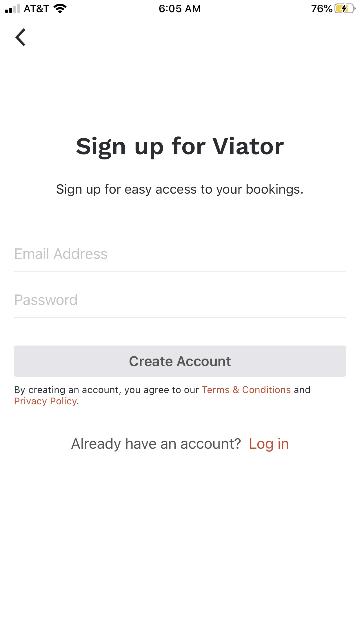 AT&T 6:05 AM 76%
Sign up for Viator
Sign up for easy access to your bookings.
Email Address
Password
Create Account
By creating an account, you agree to our Terms & Conditions and
Privacy Policy.
Already have an account? Log in